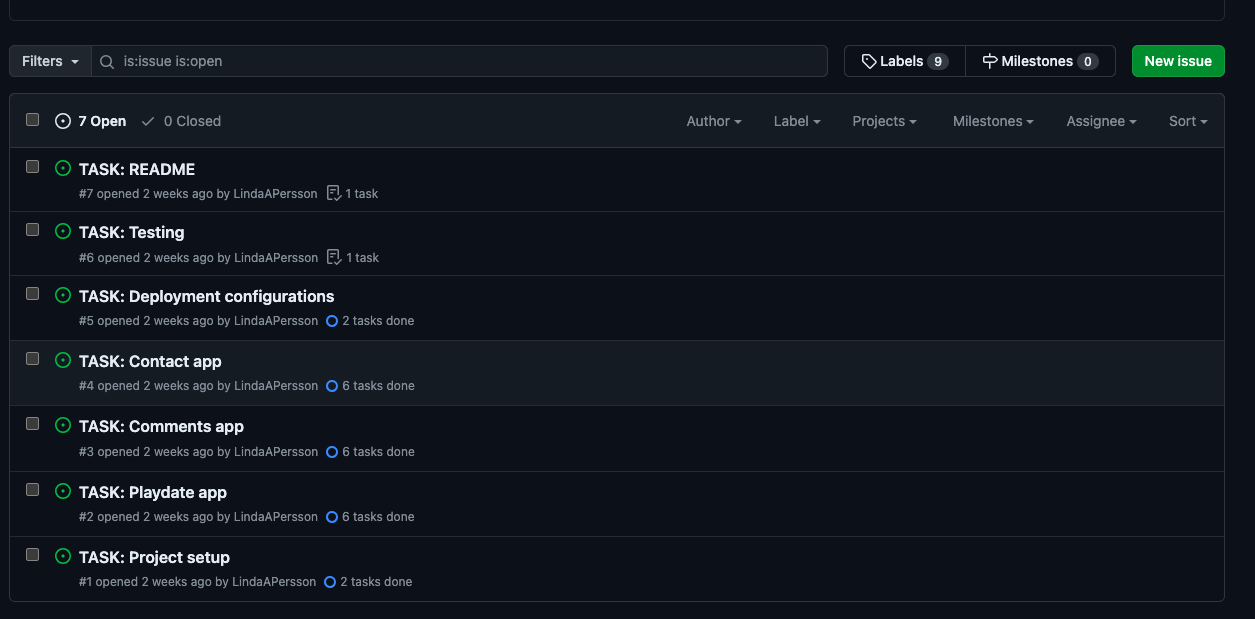 Filters is:issue is:open Labels 9 Milestones 0 New issue
7 Open 0 Closed Author Label Projects Milestones Assignee Sort
TASK: README
#7 opened 2 weeks ago by LindaAPersson 1 task
TASK: Testing
#6 opened 2 weeks ago by LindaAPersson 1 task
TASK: Deployment configurations
#5 opened 2 weeks ago by LindaAPersson 2 tasks done
TASK: Contact app
#4 opened 2 weeks ago by LindaAPersson 6 tasks done
TASK: Comments app
#3 opened 2 weeks ago by LindaAPersson 6 tasks done
TASK: Playdate app
#2 opened 2 weeks ago by LindaAPersson 6 tasks done
TASK: Project setup
#1 opened 2 weeks ago by LindaAPersson 2 tasks done